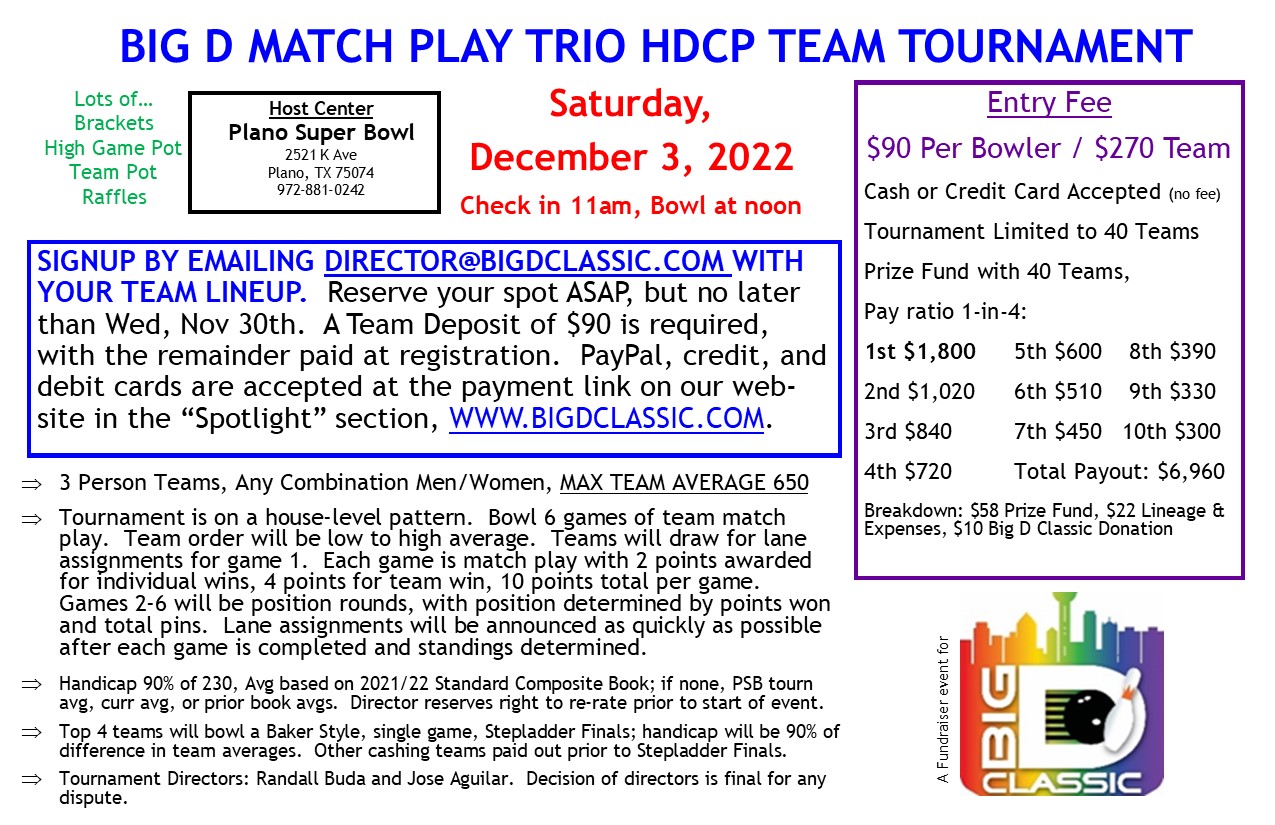 BIG D MATCH PLAY TRIO HDCP TEAM TOURNAMENT
Lots of…
Brackets
High Game Pot
Team Pot
Raffles
Host Center
Plano Super Bowl
2521 K Ave
Plano, TX 75074
972-881-0242
Saturday,
December 3, 2022
Check in 11am, Bowl at noon
SIGNUP BY EMAILING DIRECTOR@BIGDCLASSIC.COM WITH
YOUR TEAM LINEUP.  Reserve your spot ASAP, but no later
than Wed, Nov 30th.  A Team Deposit of $90 is required,
with the remainder paid at registration.  PayPal, credit, and
debit cards are accepted at the payment link on our web-
site in the “Spotlight” section, WWW.BIGDCLASSIC.COM.
⇒ 3 Person Teams, Any Combination Men/Women, MAX TEAM AVERAGE 650
⇒ Tournament is on a house-level pattern.  Bowl 6 games of team match
play.  Team order will be low to high average.  Teams will draw for lane
assignments for game 1.  Each game is match play with 2 points awarded
for individual wins, 4 points for team win, 10 points total per game.
Games 2-6 will be position rounds, with position determined by points won
and total pins.  Lane assignments will be announced as quickly as possible
after each game is completed and standings determined.
⇒ Handicap 90% of 230, Avg based on 2021/22 Standard Composite Book; if none, PSB tourn
avg, curr avg, or prior book avgs.  Director reserves right to re-rate prior to start of event.
⇒ Top 4 teams will bowl a Baker Style, single game, Stepladder Finals; handicap will be 90% of
difference in team averages.  Other cashing teams paid out prior to Stepladder Finals.
⇒ Tournament Directors: Randall Buda and Jose Aguilar.  Decision of directors is final for any
dispute.
Entry Fee
$90 Per Bowler / $270 Team
Cash or Credit Card Accepted (no fee)
Tournament Limited to 40 Teams
Prize Fund with 40 Teams,
Pay ratio 1-in-4:
1st $1,800 5th $600 8th $390
2nd $1,020 6th $510 9th $330
3rd $840 7th $450 10th $300
4th $720 Total Payout: $6,960
Breakdown: $58 Prize Fund, $22 Lineage &
Expenses, $10 Big D Classic Donation
A Fundraiser event for
BIG
D
CLASSIC